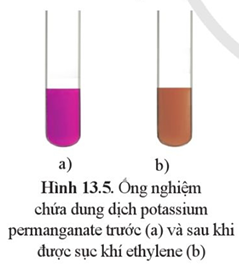 a) b)
Hình 13.5. Ống nghiệm
chứa dung dịch potassium
permanganate trước (a) và sau khi
được sục khí ethylene (b)